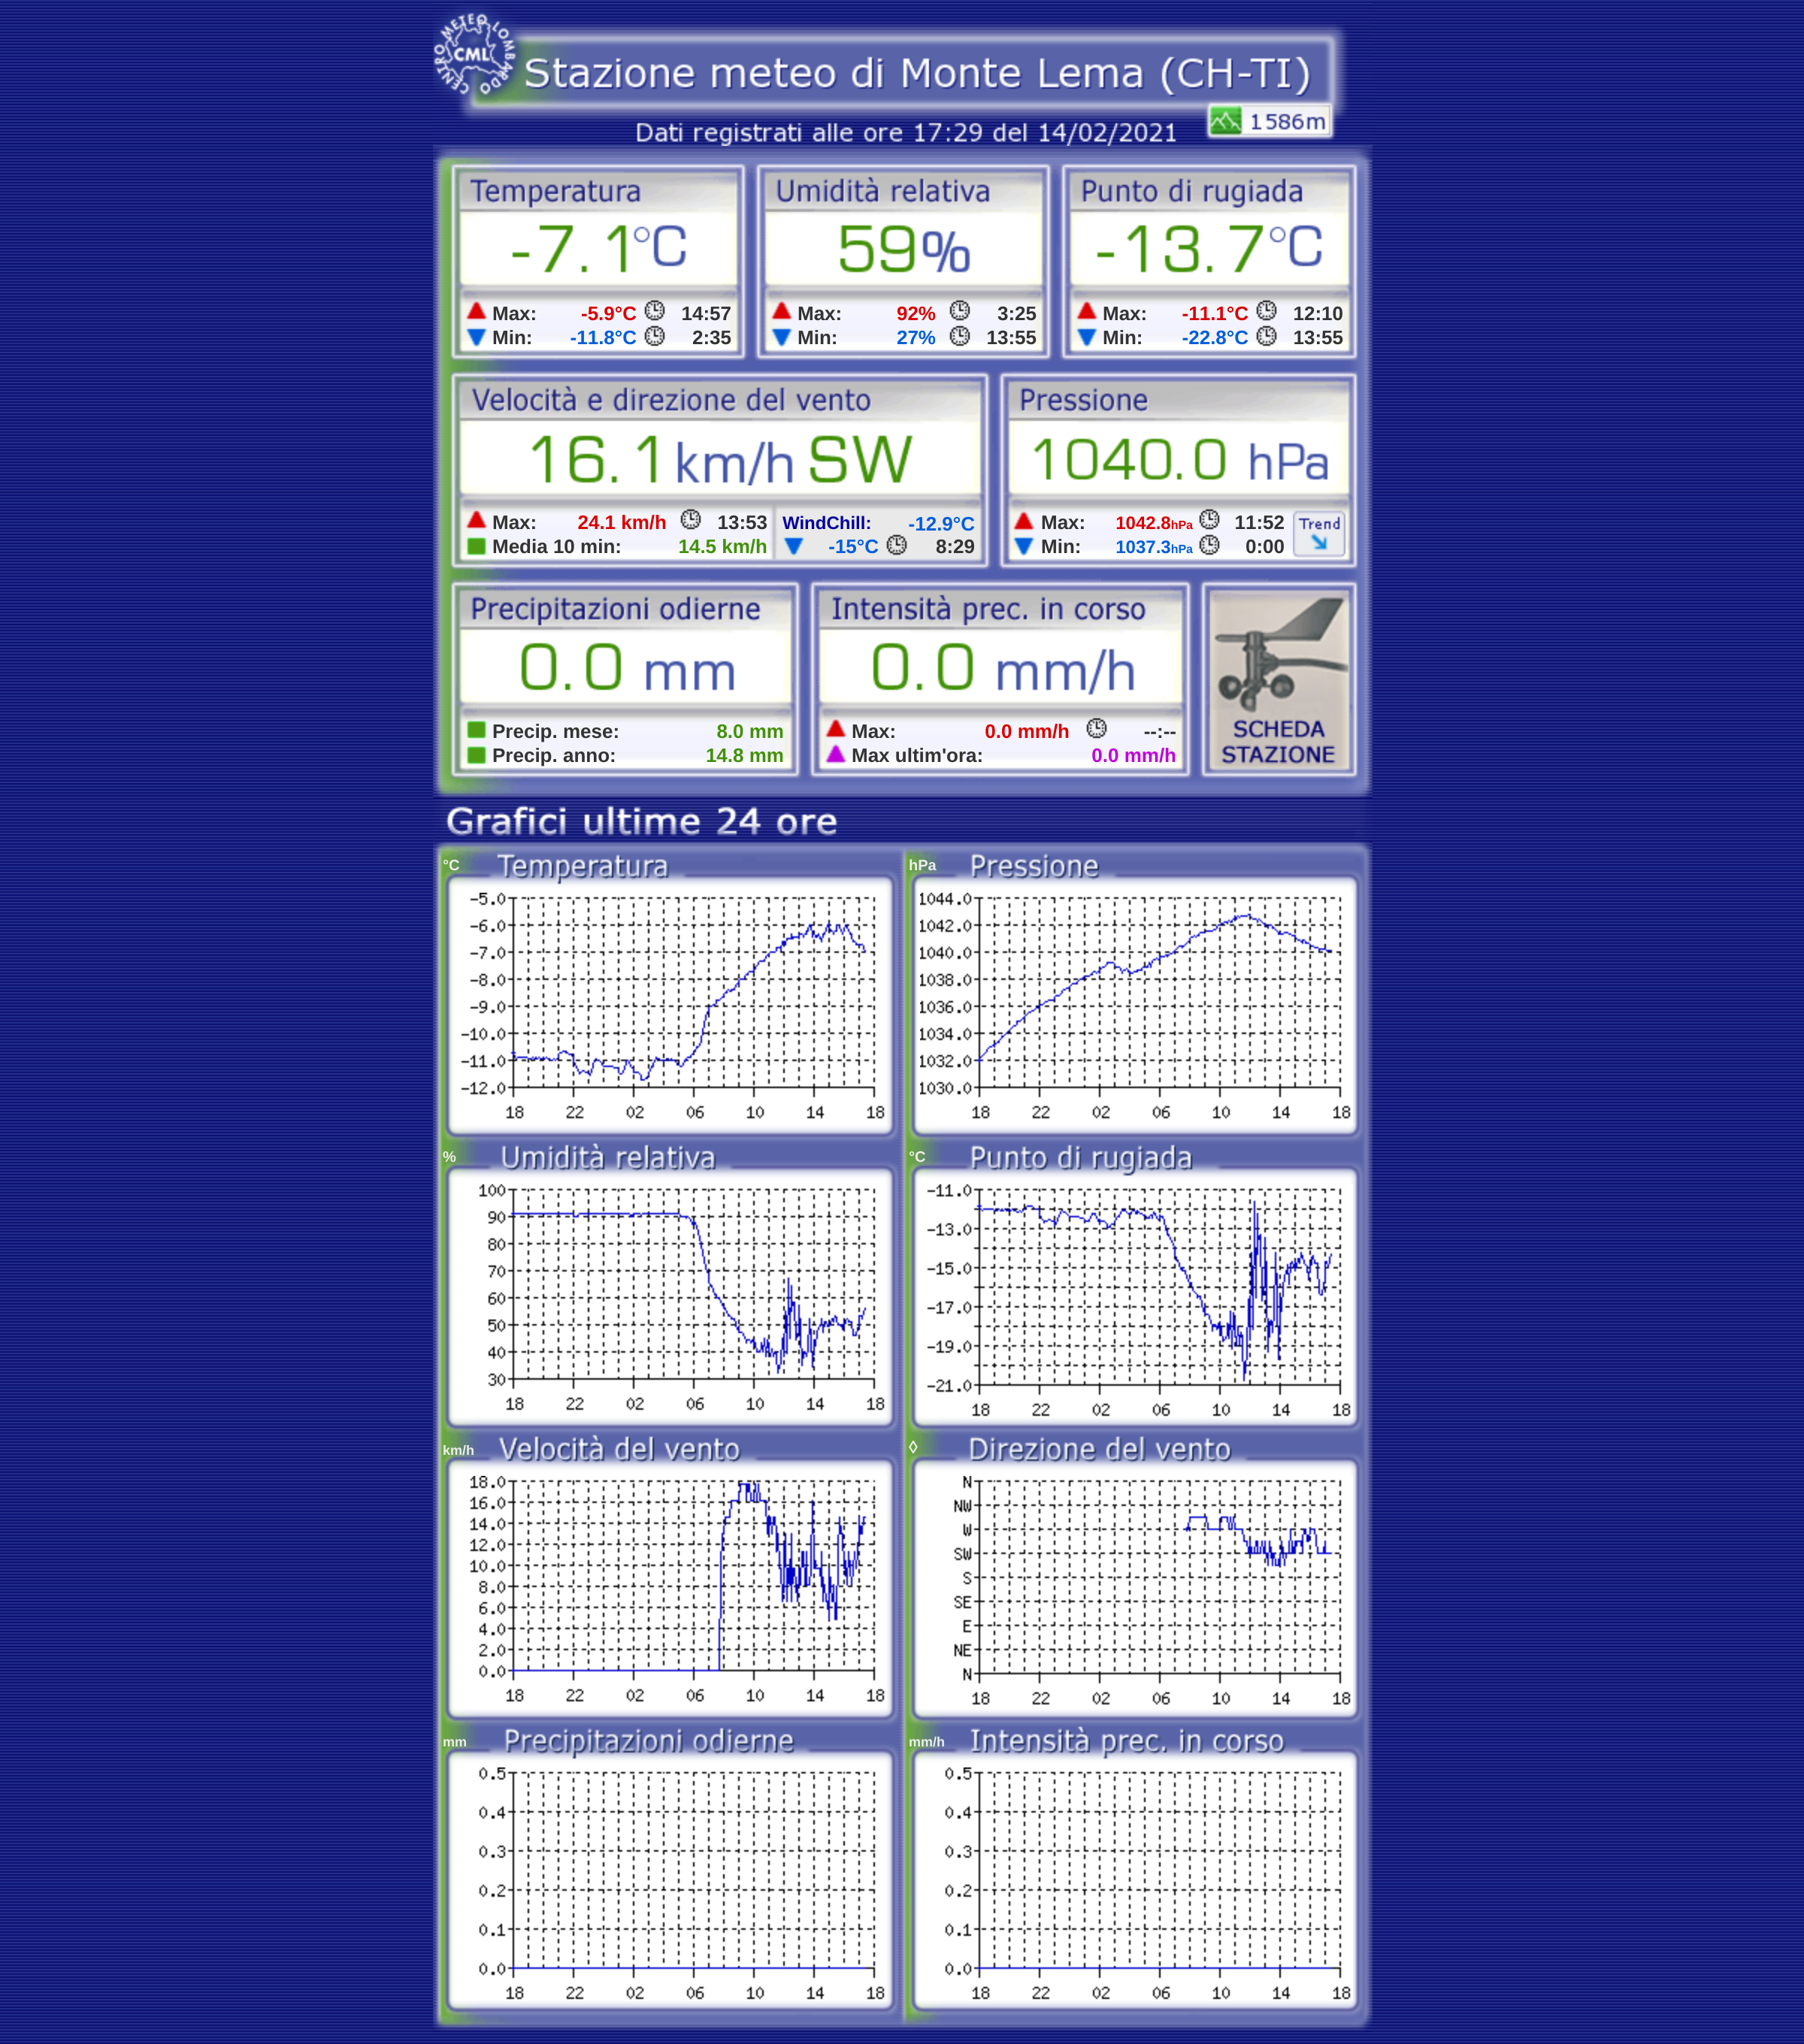 CENTRO METEO LOMBARDO
CML
Stazione meteo di Monte Lema (CH-TI)
1586m
Dati registrati alle ore 17:29 del 14/02/2021
Temperatura Umidità relativa Punto di rugiada
-7.1°C 59% -13.7°C
Max: -5.9°C 14:57 Max: 92% 3:25 Max: -11.1°C 12:10
Min: -11.8°C 2:35 Min: 27% 13:55 Min: -22.8°C 13:55
Velocità e direzione del vento Pressione
16.1 km/h SW 1040.0 hPa
Max: 24.1 km/h 13:53 WindChill: -12.9°C Max: 1042.8hPa 11:52 Trend
Media 10 min: 14.5 km/h -15°C 8:29 Min: 1037.3hPa 0:00
Precipitazioni odierne Intensità prec. in corso
0.0 mm 0.0 mm/h
Precip. mese: 8.0 mm Max: 0.0 mm/h --:-- SCHEDA
Precip. anno: 14.8 mm Max ultim'ora: 0.0 mm/h STAZIONE
Grafici ultime 24 ore
°C Temperatura
-5.0
-6.0
-7.0
-8.0
-9.0
-10.0
-11.0
-12.0
18 22 02 06 10 14 18
hPa Pressione
1044.0
1042.0
1040.0
1038.0
1036.0
1034.0
1032.0
1030.0
18 22 02 06 10 14 18
% Umidità relativa
100
90
80
70
60
50
40
30
18 22 02 06 10 14 18
°C Punto di rugiada
-11.0
-13.0
-15.0
-17.0
-19.0
-21.0
18 22 02 06 10 14 18
km/h Velocità del vento
18.0
16.0
14.0
12.0
10.0
8.0
6.0
4.0
2.0
0.0
18 22 02 06 10 14 18
◊ Direzione del vento
N
NW
W
SW
S
SE
E
NE
N
18 22 02 06 10 14 18
mm Precipitazioni odierne
0.5
0.4
0.3
0.2
0.1
0.0
18 22 02 06 10 14 18
mm/h Intensità prec. in corso
0.5
0.4
0.3
0.2
0.1
0.0
18 22 02 06 10 14 18